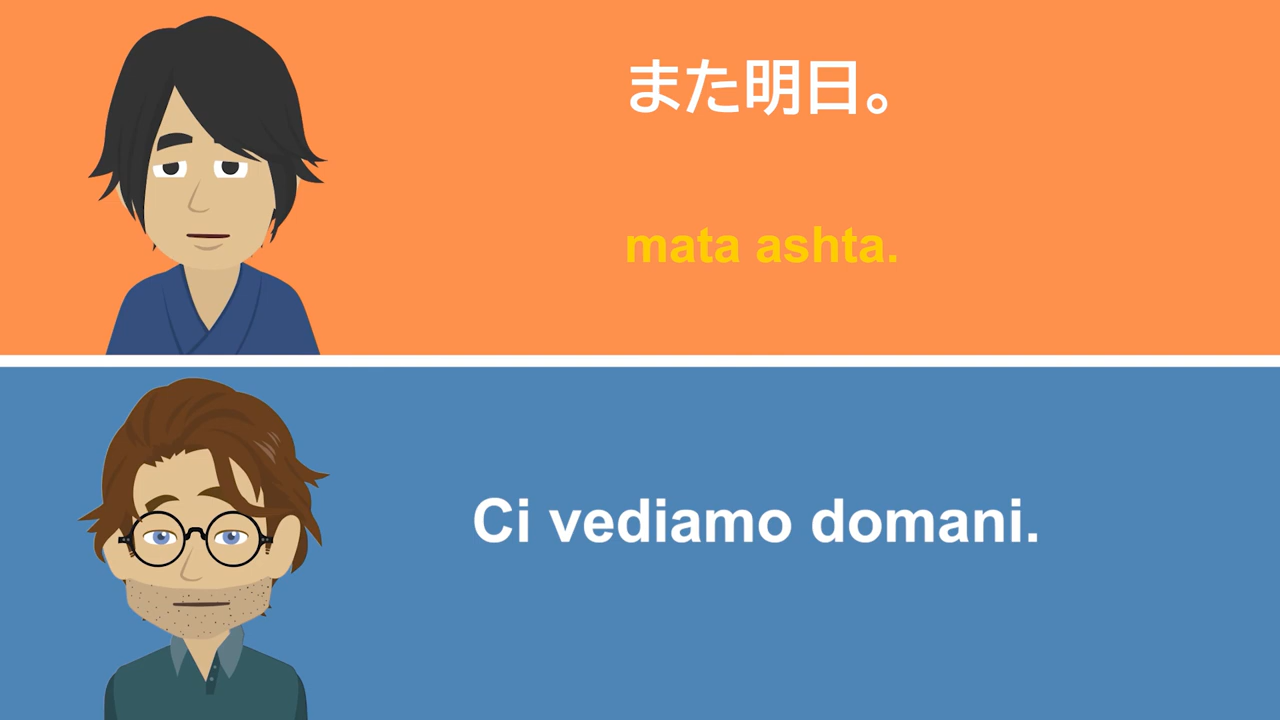 また明日。
mata ashta.
Ci vediamo domani.